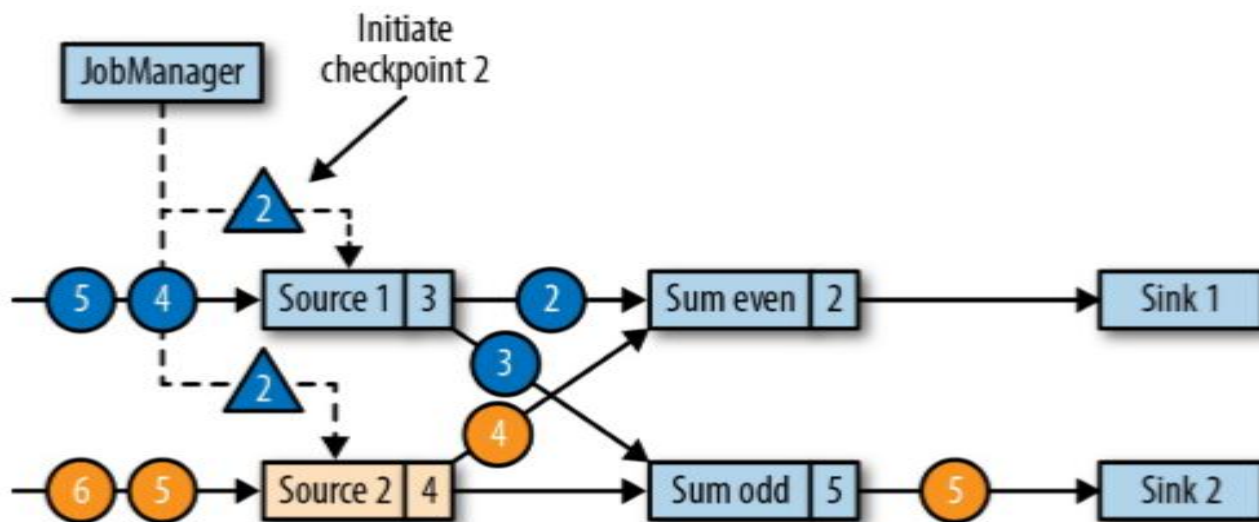 Initiate
checkpoint 2
JobManager
2
5 4 Source 1 3 2 Sum even 2 Sink 1
3
2
4
6 5 Source 2 4 Sum odd 5 5 Sink 2